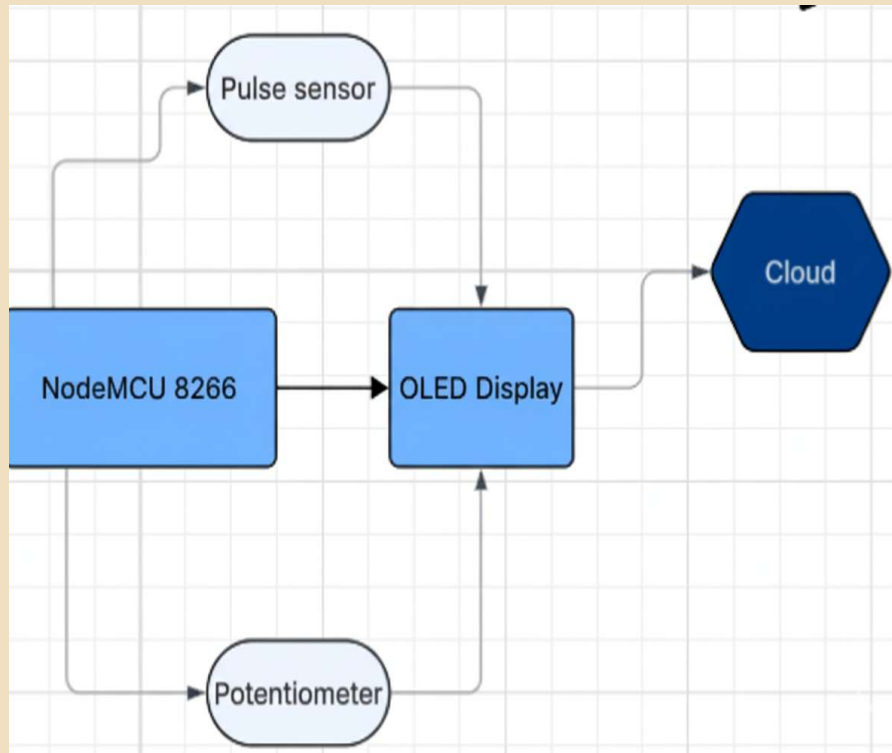 Pulse sensor
Cloud
NodeMCU 8266
OLED Display
Potentiometer